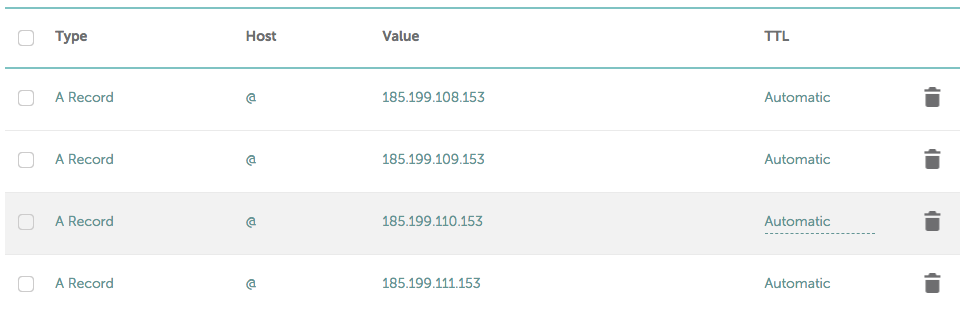 Type Host Value TTL
A Record @ 185.199.108.153 Automatic
A Record @ 185.199.109.153 Automatic
A Record @ 185.199.110.153 Automatic
A Record @ 185.199.111.153 Automatic